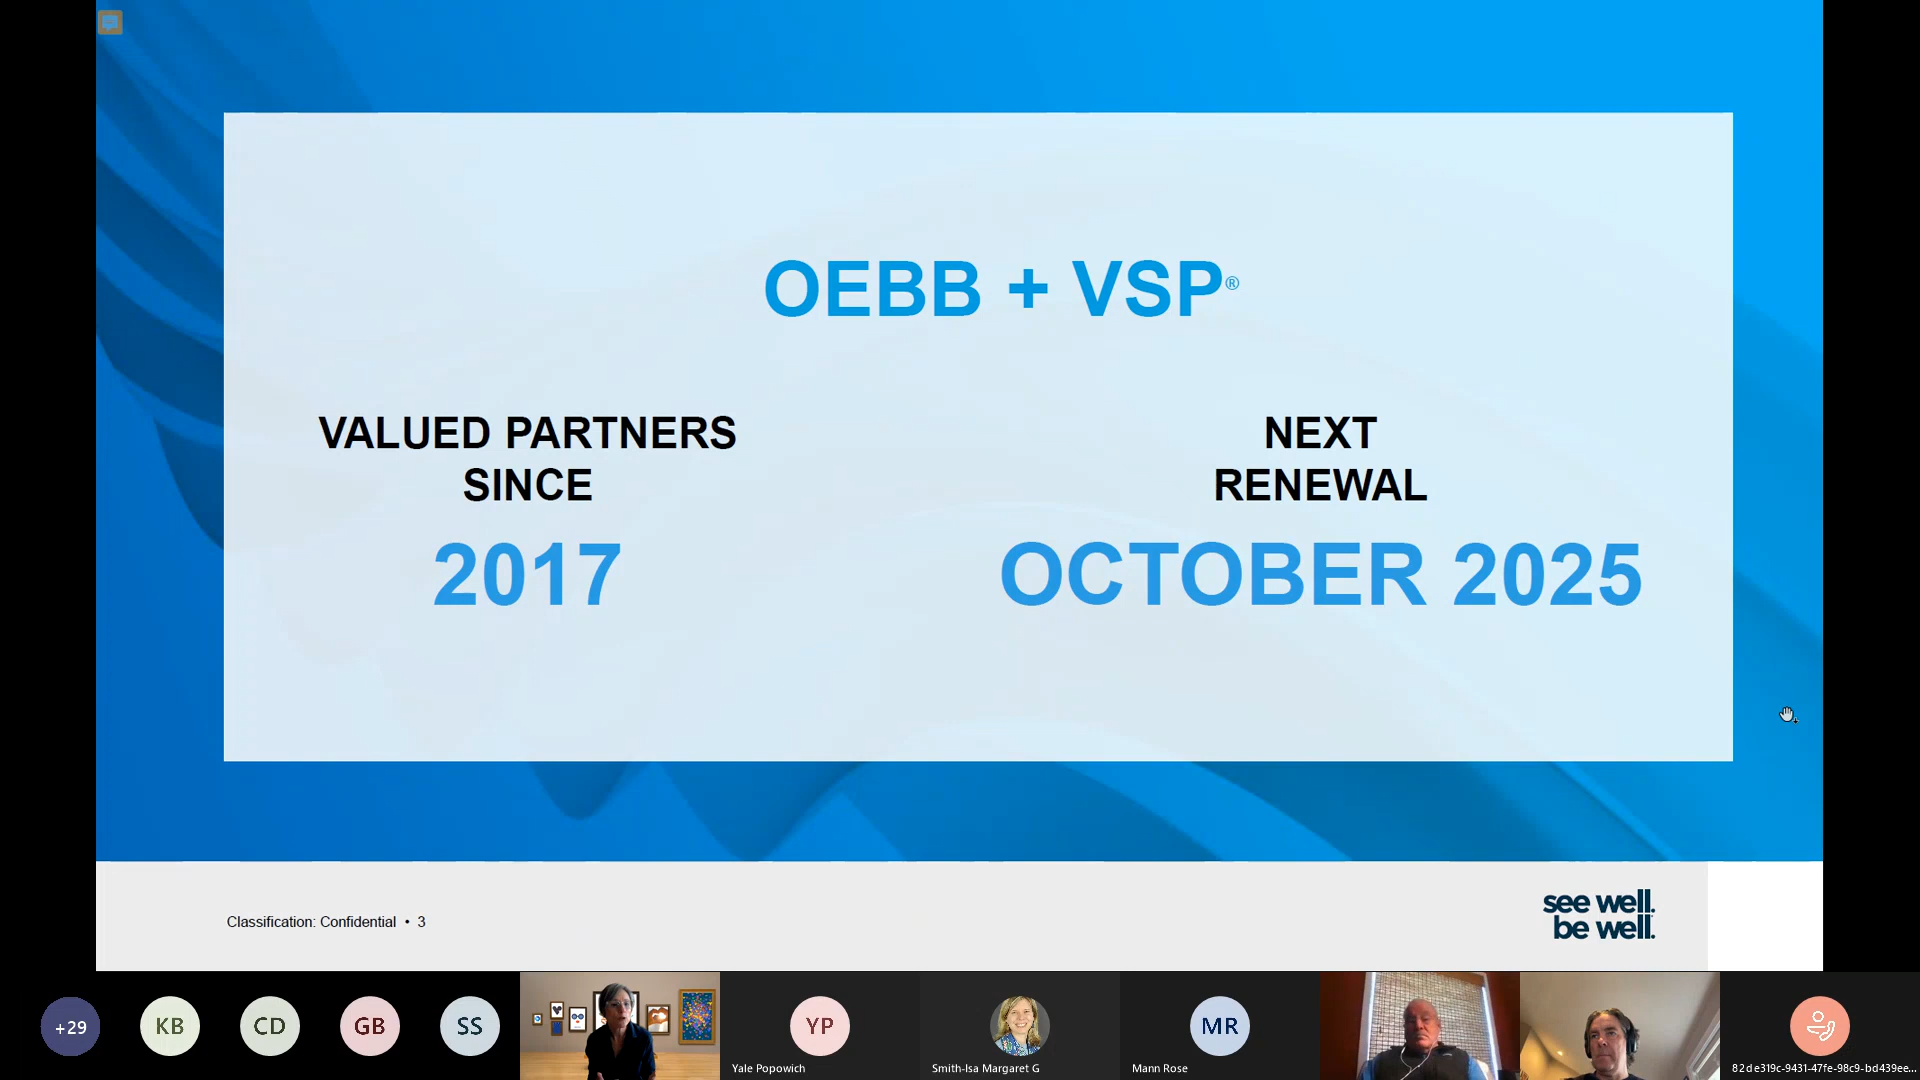 OEBB + VSP®
VALUED PARTNERS
SINCE
2017
NEXT
RENEWAL
OCTOBER 2025
Classification: Confidential • 3
see well.
be well.
+29
KB
CD
GB
SS
YP
Yale Popowich
Smith-Isa Margaret G
MR
Mann Rose
82de319c-9431-47fe-98c9-bd439ee...